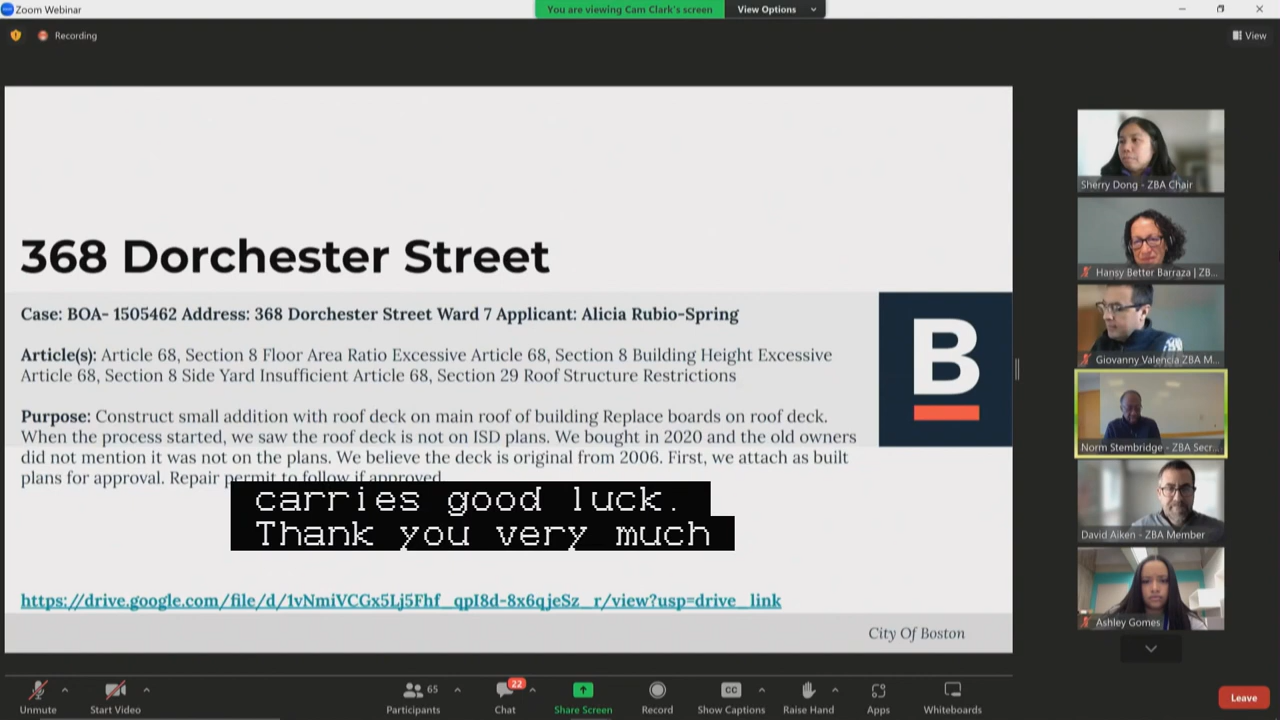 Zoom Webinar
You are viewing Cam Clark's screen
View Options
Recording
View
368 Dorchester Street
Case: BOA- 1505462 Address: 368 Dorchester Street Ward 7 Applicant: Alicia Rubio-Spring
Article(s): Article 68, Section 8 Floor Area Ratio Excessive Article 68, Section 8 Building Height Excessive
Article 68, Section 8 Side Yard Insufficient Article 68, Section 29 Roof Structure Restrictions
Purpose: Construct small addition with roof deck on main roof of building Replace boards on roof deck.
When the process started, we saw the roof deck is not on ISD plans. We bought in 2020 and the old owners
did not mention it was not on the plans. We believe the deck is original from 2006. First, we attach as built
plans for approval. Repair permit to follow if approved
carries good luck.
Thank you very much
https://drive.google.com/file/d/1vNmiVCGx5Lj5Fhf_qpI8d-8x6qjeSz_r/view?usp=drive_link
City Of Boston
B
Sherry Dong - ZBA Chair
Hansy Better Barraza | ZB...
Giovanny Valencia ZBA M...
Norm Stembridge - ZBA Secr...
David Aiken - ZBA Member
Ashley Gomes
Unmute
Start Video
65
Participants
22
Chat
Share Screen
Record
CC
Show Captions
Raise Hand
Apps
Whiteboards
Leave